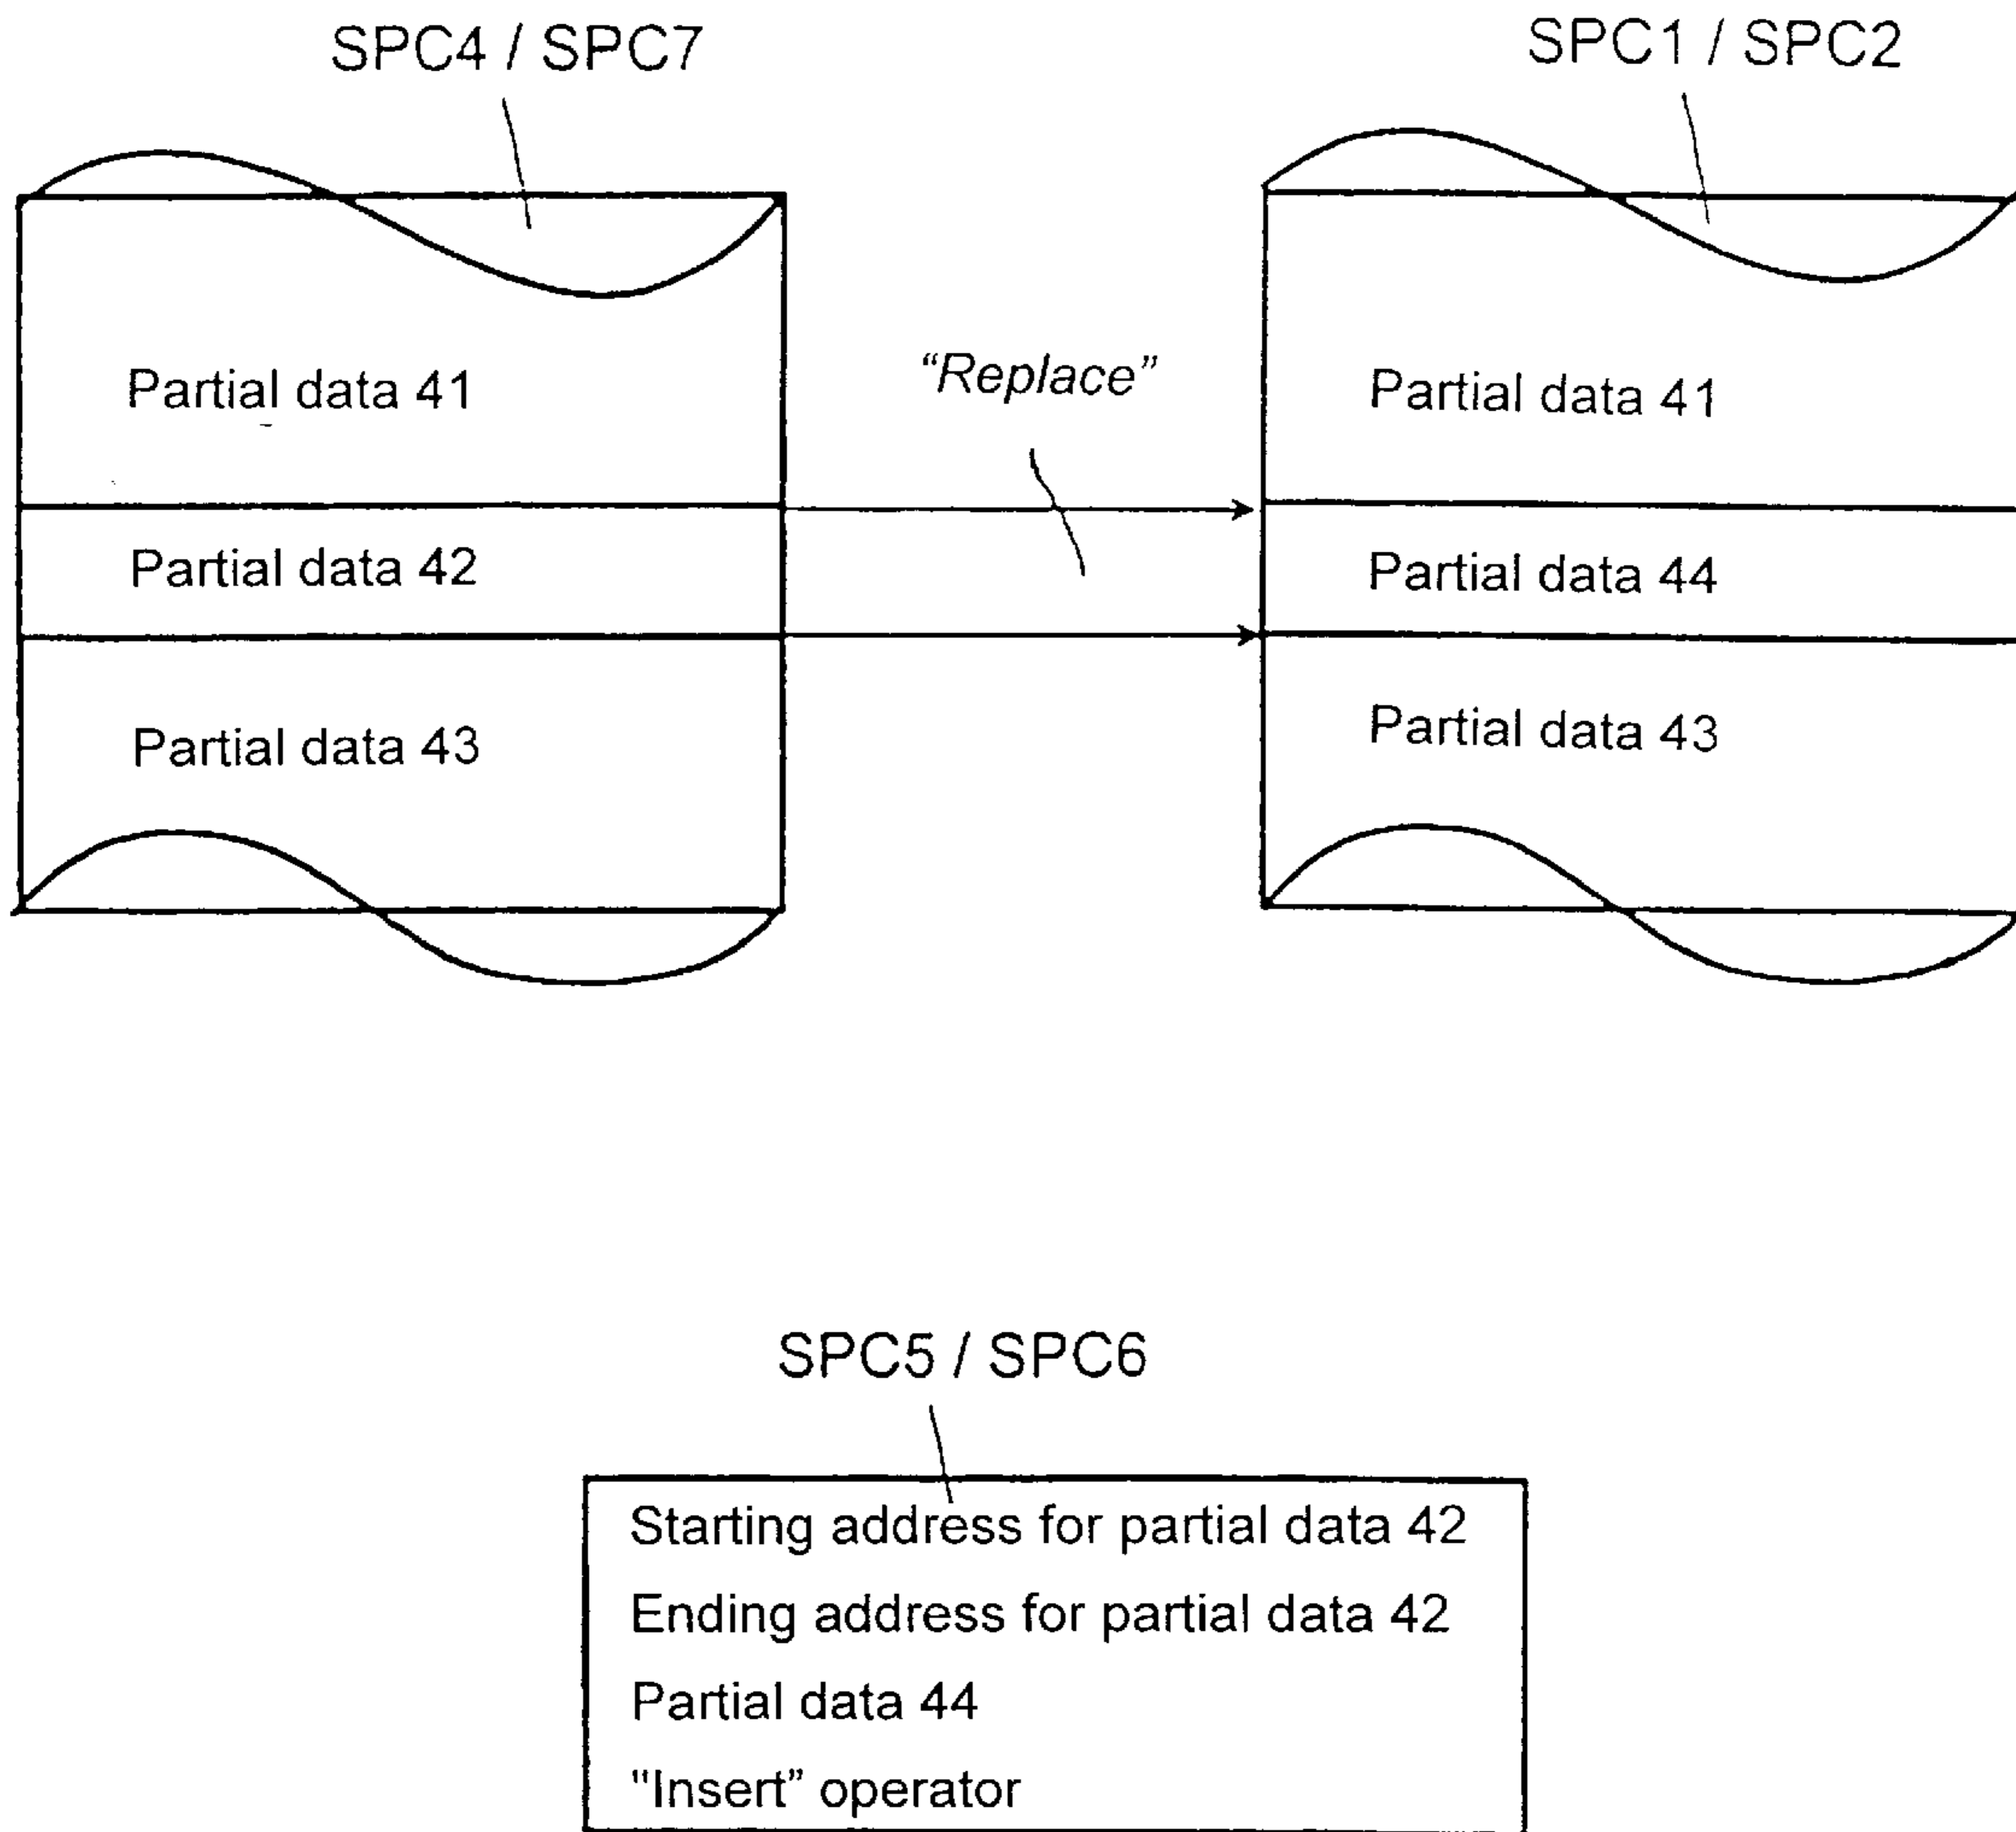 SPC4 / SPC7
SPC1 / SPC2
Partial data 41
“Replace”
Partial data 41
Partial data 42
Partial data 44
Partial data 43
Partial data 43
SPC5 / SPC6
Starting address for partial data 42
Ending address for partial data 42
Partial data 44
"Insert” operator